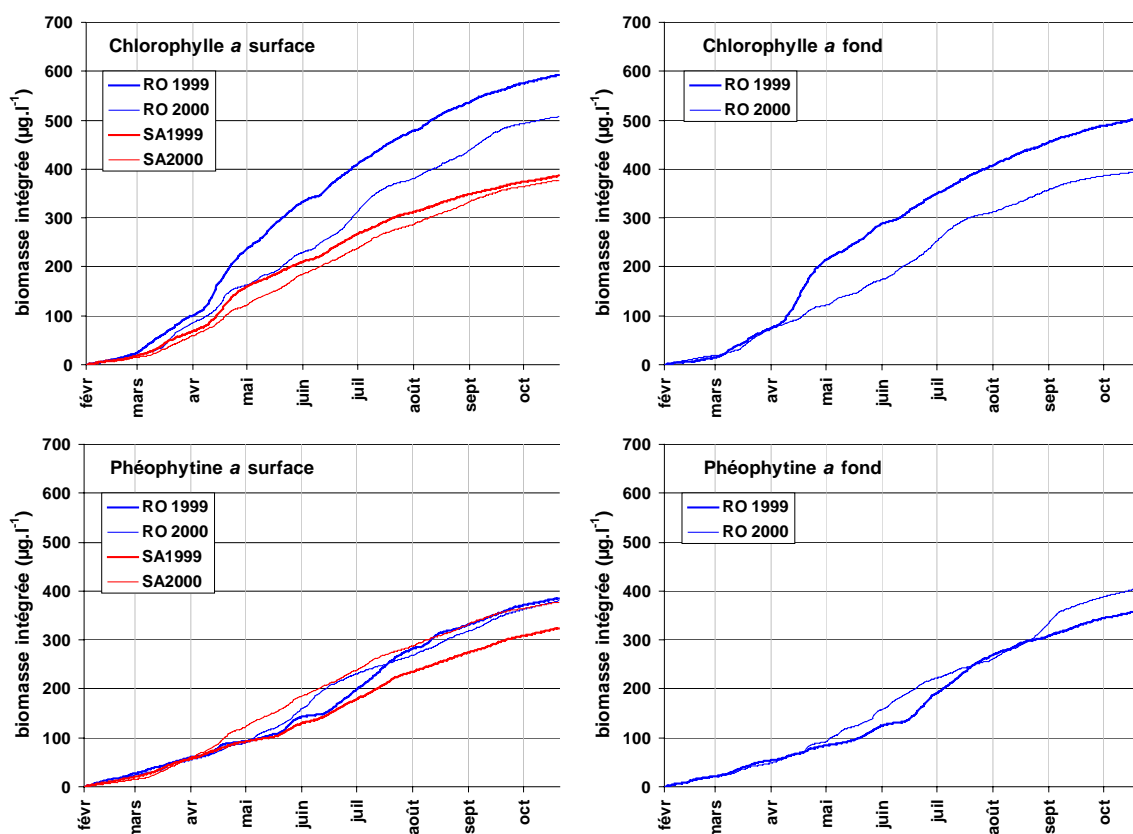 700
600
500
400
300
200
100
0
biomasse intégrée (µg.l-1)
Chlorophylle a surface
RO 1999
RO 2000
SA1999
SA2000
févr
mars
avr
mai
juin
juil
août
sept
oct
700
600
500
400
300
200
100
0
biomasse intégrée (µg.l-1)
Chlorophylle a fond
RO 1999
RO 2000
févr
mars
avr
mai
juin
juil
août
sept
oct
700
600
500
400
300
200
100
0
biomasse intégrée (µg.l-1)
Phéophytine a surface
RO 1999
RO 2000
SA1999
SA2000
févr
mars
avr
mai
juin
juil
août
sept
oct
700
600
500
400
300
200
100
0
biomasse intégrée (µg.l-1)
Phéophytine a fond
RO 1999
RO 2000
févr
mars
avr
mai
juin
juil
août
sept
oct